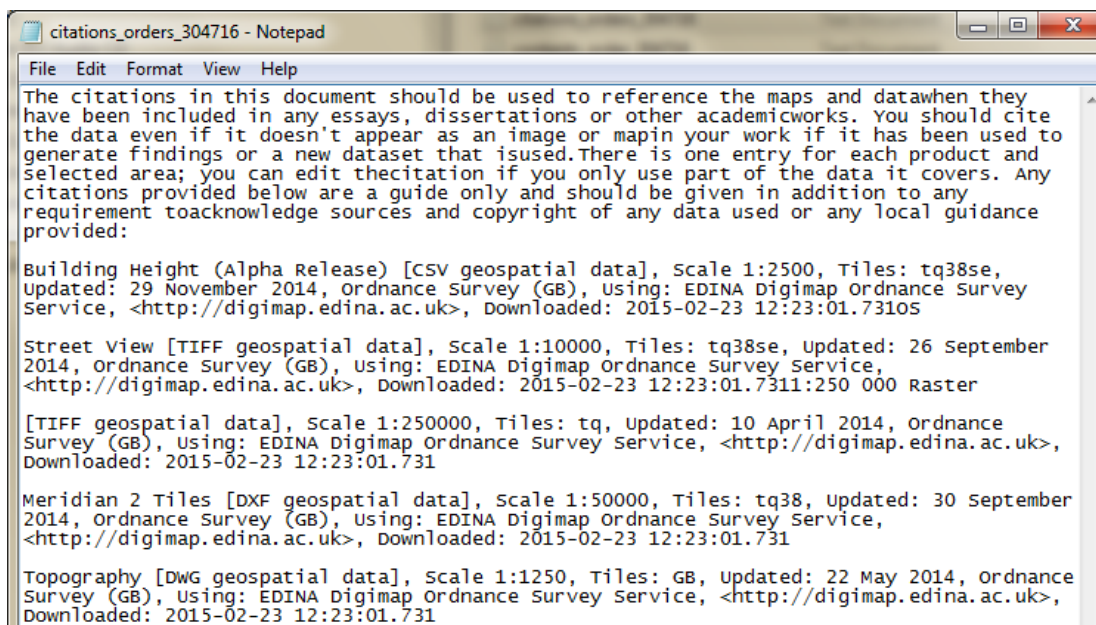 citations_orders_304716 - Notepad
File Edit Format View Help
The citations in this document should be used to reference the maps and datawhen they
have been included in any essays, dissertations or other academicworks. You should cite
the data even if it doesn't appear as an image or mapin your work if it has been used to
generate findings or a new dataset that isused.There is one entry for each product and
selected area; you can edit thecitation if you only use part of the data it covers. Any
citations provided below are a guide only and should be given in addition to any
requirement toacknowledge sources and copyright of any data used or any local guidance
provided:
Building Height (Alpha Release) [CSV geospatial data], Scale 1:2500, Tiles: tq38se,
Updated: 29 November 2014, Ordnance Survey (GB), Using: EDINA Digimap Ordnance Survey
Service, <http://digimap.edina.ac.uk>, Downloaded: 2015-02-23 12:23:01.731OS
Street View [TIFF geospatial data], Scale 1:10000, Tiles: tq38se, Updated: 26 September
2014, Ordnance Survey (GB), Using: EDINA Digimap Ordnance Survey Service,
<http://digimap.edina.ac.uk>, Downloaded: 2015-02-23 12:23:01.7311:250 000 Raster
[TIFF geospatial data], Scale 1:250000, Tiles: tq, Updated: 10 April 2014, Ordnance
Survey (GB), Using: EDINA Digimap Ordnance Survey Service, <http://digimap.edina.ac.uk>,
Downloaded: 2015-02-23 12:23:01.731
Meridian 2 Tiles [DXF geospatial data], Scale 1:50000, Tiles: tq38, Updated: 30 September
2014, Ordnance Survey (GB), Using: EDINA Digimap Ordnance Survey Service,
<http://digimap.edina.ac.uk>, Downloaded: 2015-02-23 12:23:01.731
Topography [DWG geospatial data], Scale 1:1250, Tiles: GB, Updated: 22 May 2014, Ordnance
Survey (GB), Using: EDINA Digimap Ordnance Survey Service, <http://digimap.edina.ac.uk>,
Downloaded: 2015-02-23 12:23:01.731